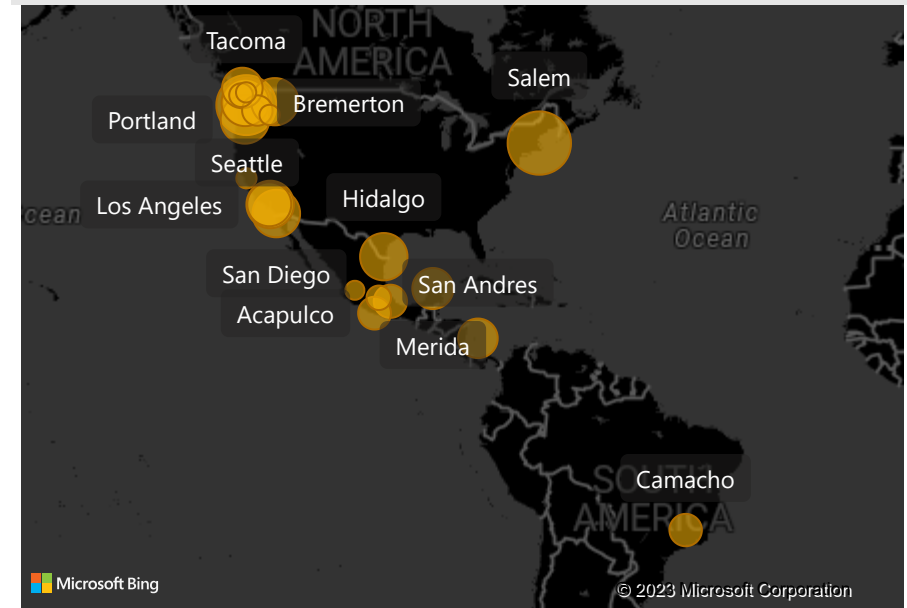 NORTH
AMERICA
Tacoma
Salem
Bremerton
Portland
Seattle
Los Angeles
Hidalgo
cean
Atlantic
Ocean
San Diego
San Andres
Acapulco
Merida
Camacho
SOUTH
AMERICA
Microsoft Bing
© 2023 Microsoft Corporation